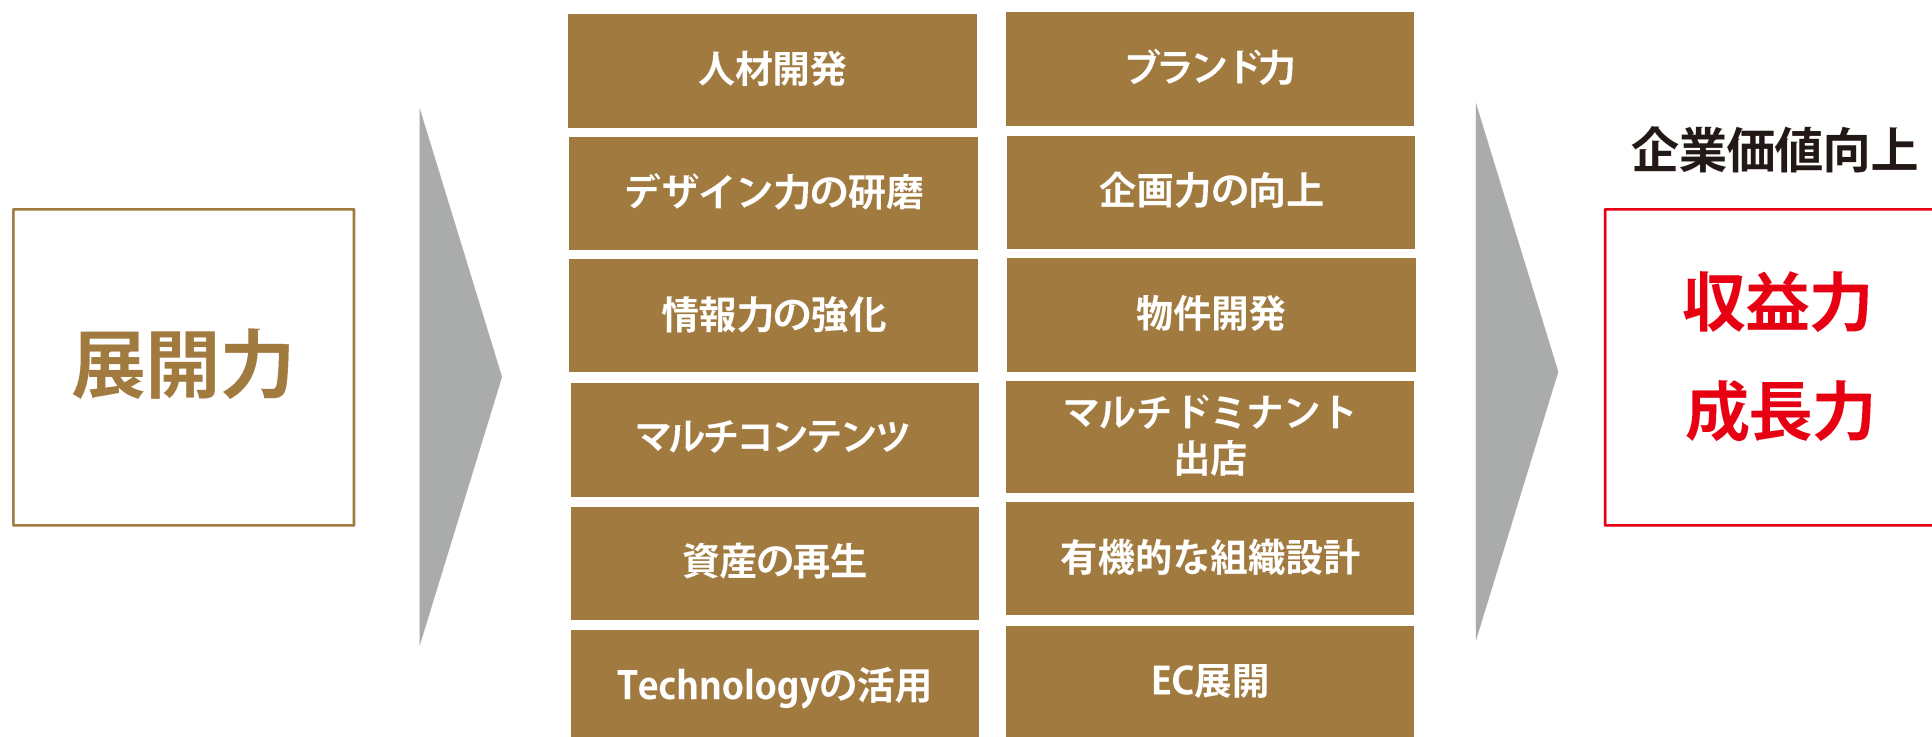 展開力
人材開発
ブランド力
デザイン力の研磨
企画力の向上
情報力の強化
物件開発
マルチコンテンツ
マルチドミナント
出店
資産の再生
有機的な組織設計
Technologyの活用
EC展開
企業価値向上
収益力
成長力